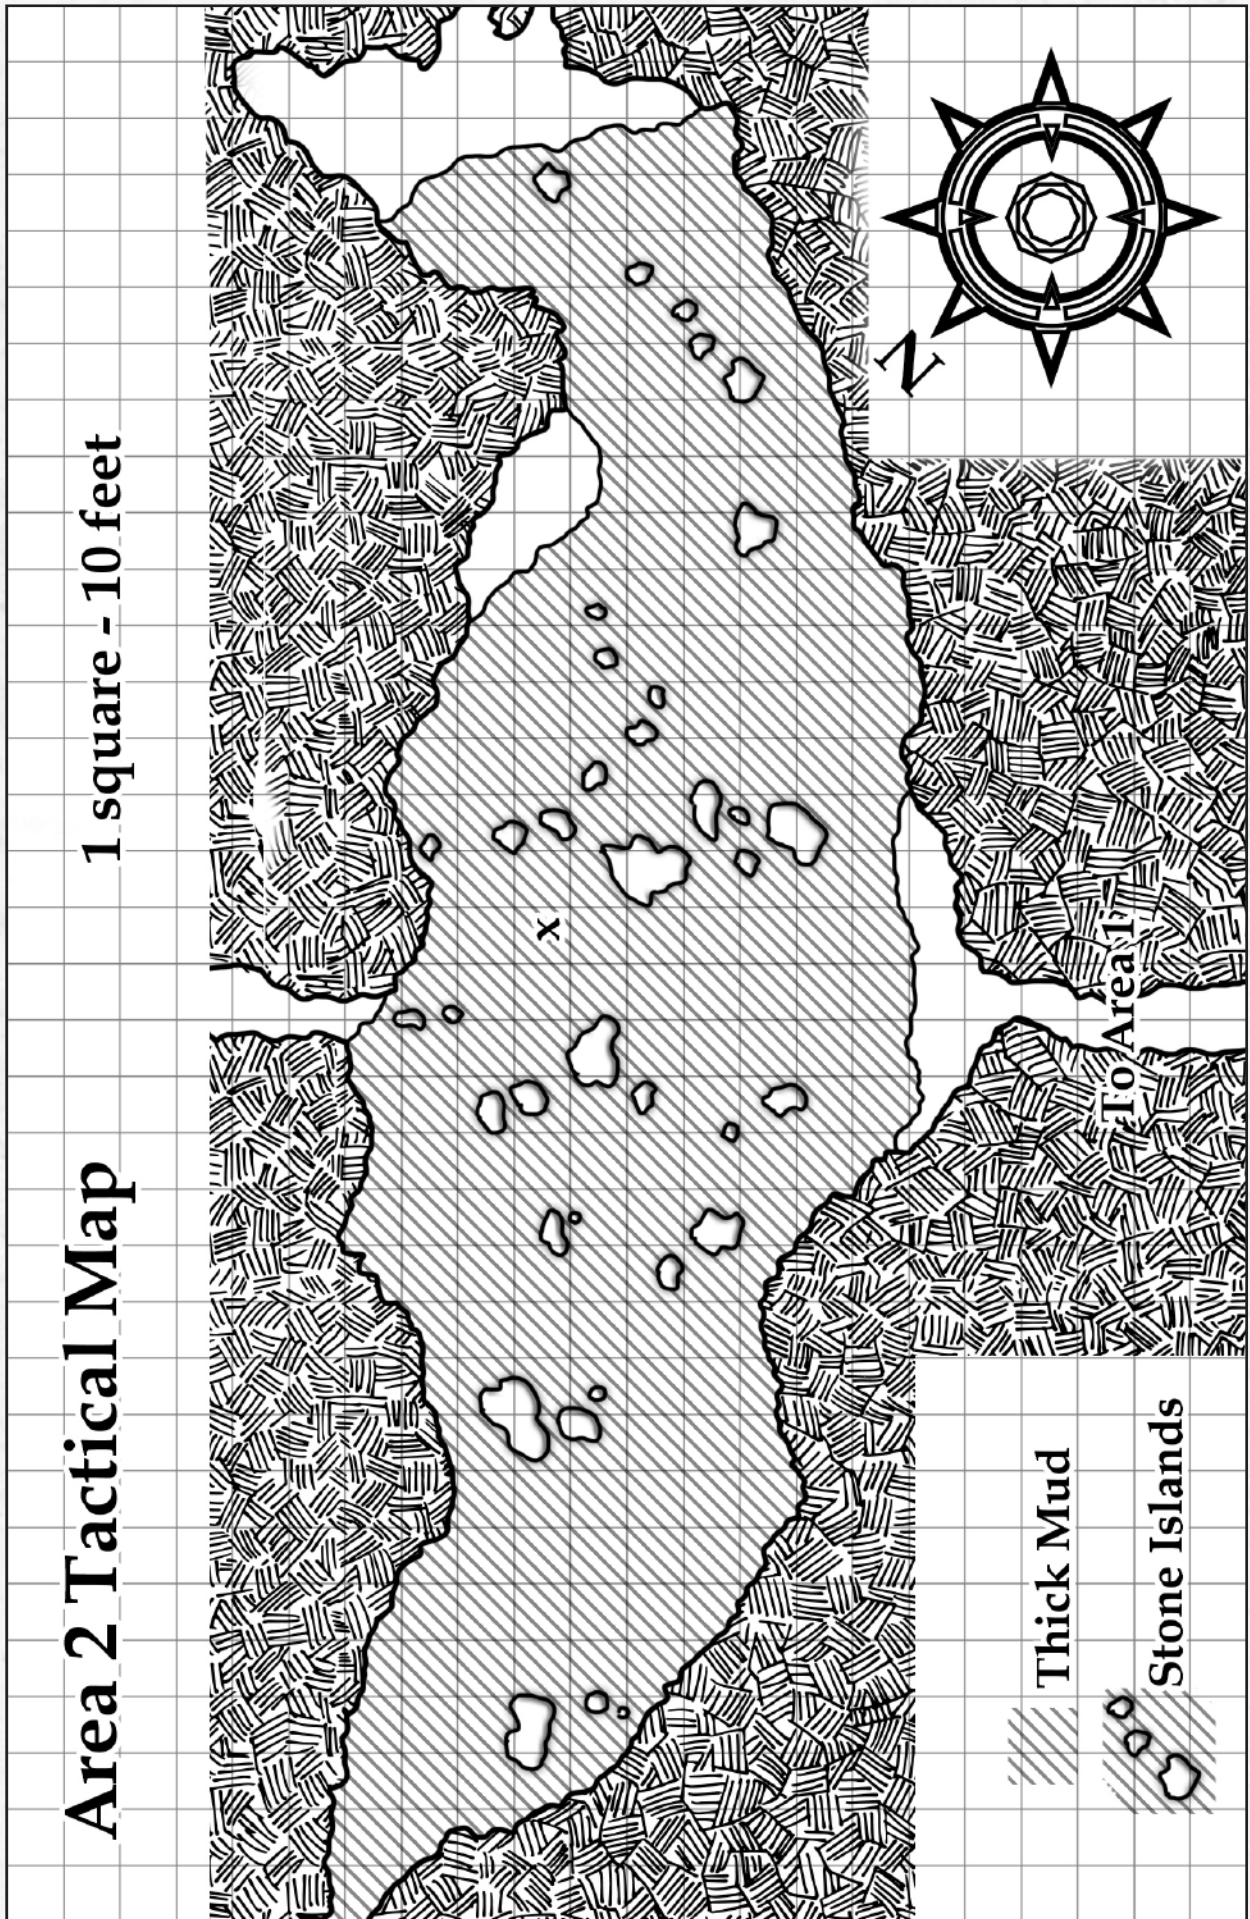 Area 2 Tactical Map
1 square - 10 feet
x
N
To Area 1
Thick Mud
Stone Islands